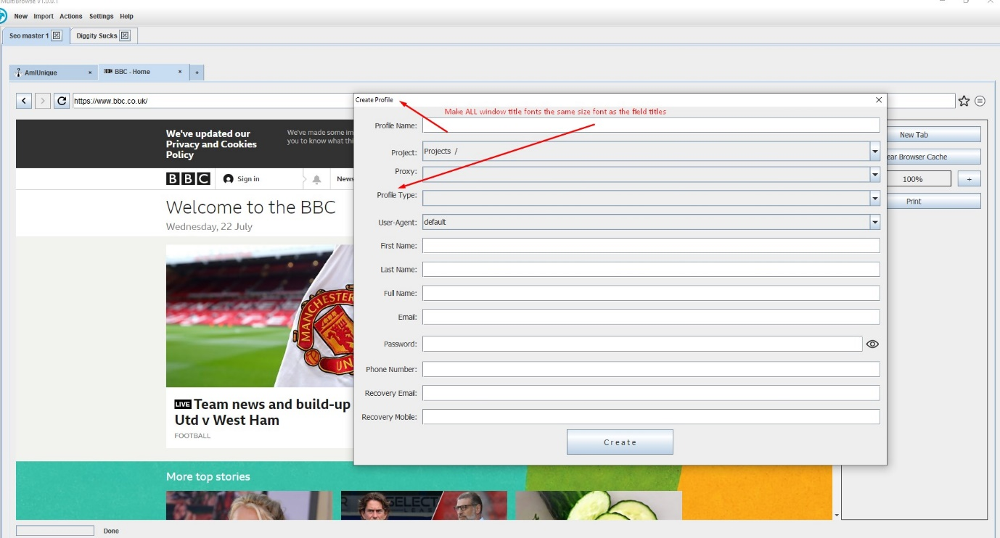 MultiBrowse v1.0.0.1
New Import Actions Settings Help
Seo master 1 Diggity Sucks
AmIUnique BBC - Home +
https://www.bbc.co.uk/
Create Profile
Make ALL window title fonts the same size font as the field titles
Profile Name:
Project: Projects /
Proxy:
Profile Type:
User-Agent: default
First Name:
Last Name:
Full Name:
Email:
Password:
Phone Number:
Recovery Email:
Recovery Mobile:
Create
New Tab
ear Browser Cache
100% +
Print
We've updated our
Privacy and Cookies
Policy
We've made some im
you to know what thi
BBC Sign in News
Welcome to the BBC
Wednesday, 22 July
MANCHESTER
UN
LIVE Team news and build-up
Utd v West Ham
FOOTBALL
More top stories
SELECT
Done